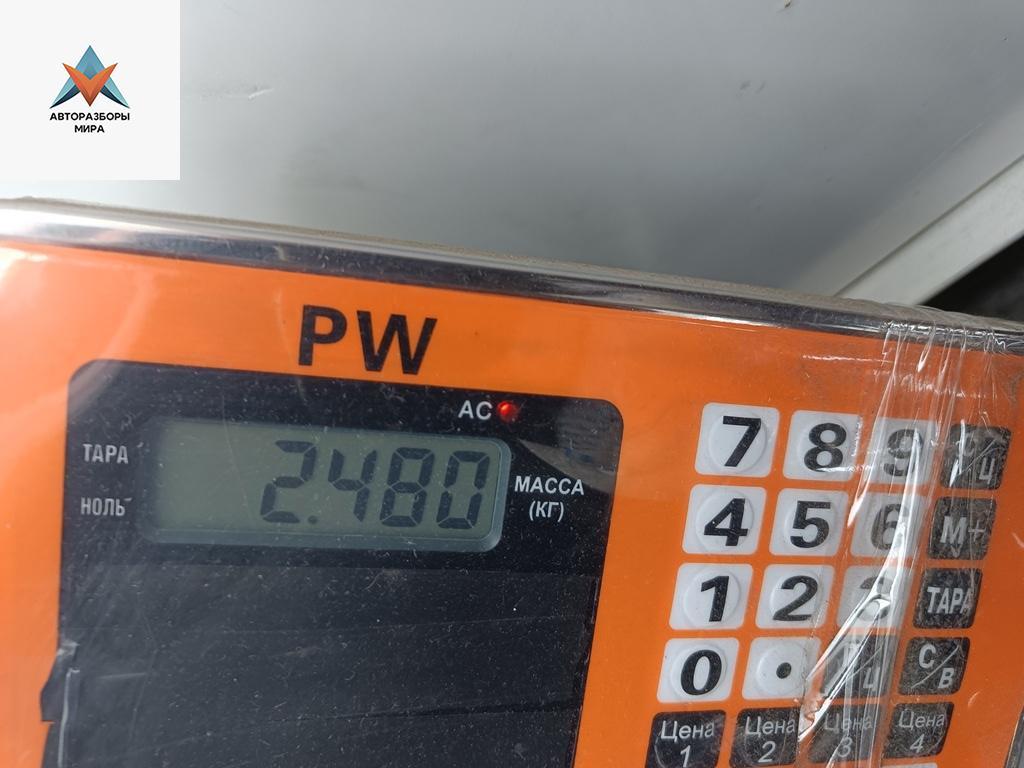 АВТОРАЗБОРЫ
МИРА
PW
AC
ТАРА
НОЛЬ
2.480
МАССА
(КГ)
7 8 9
4 5 6 М+
1 2 3 ТАРА
0 • С/В
Цена 1 Цена 2 Цена 3 Цена 4